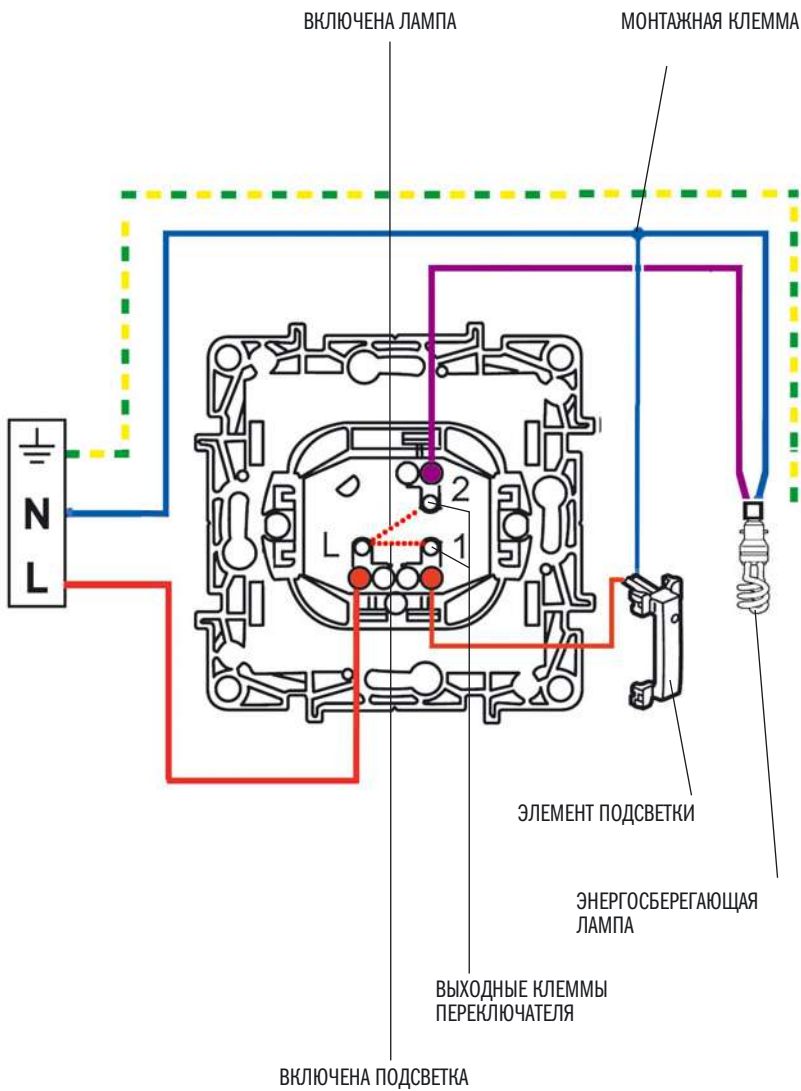 ВКЛЮЧЕНА ЛАМПА
МОНТАЖНАЯ КЛЕММА
N
L
2
L
1
ЭЛЕМЕНТ ПОДСВЕТКИ
ЭНЕРГОСБЕРЕГАЮЩАЯ
ЛАМПА
ВЫХОДНЫЕ КЛЕММЫ
ПЕРЕКЛЮЧАТЕЛЯ
ВКЛЮЧЕНА ПОДСВЕТКА